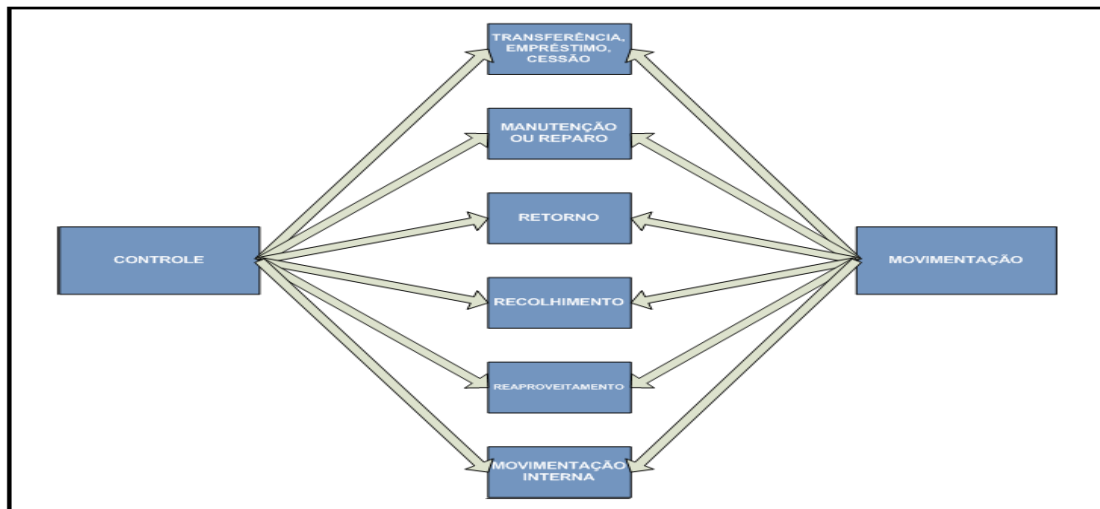 TRANSFERÊNCIA,
EMPRÉSTIMO,
CESSÃO
MANUTENÇÃO
OU REPARO
RETORNO
CONTROLE
MOVIMENTAÇÃO
RECOLHIMENTO
REAPROVEITAMENTO
MOVIMENTAÇÃO
INTERNA